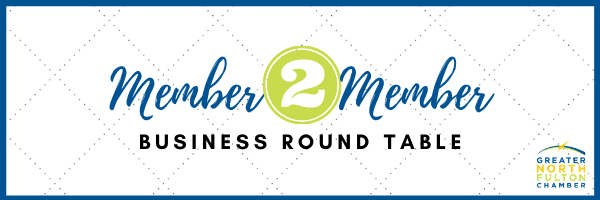 Member 2 Member
BUSINESS ROUND TABLE
GREATER
NORTH
FULTON
CHAMBER